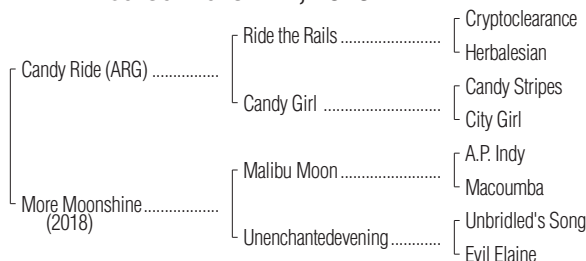 Cryptoclearance
Ride the Rails
Herbalesian
Candy Ride (ARG)
Candy Stripes
Candy Girl
City Girl
A.P. Indy
Malibu Moon
Macoumba
More Moonshine
(2018)
Unbridled's Song
Unenchantedevening
Evil Elaine